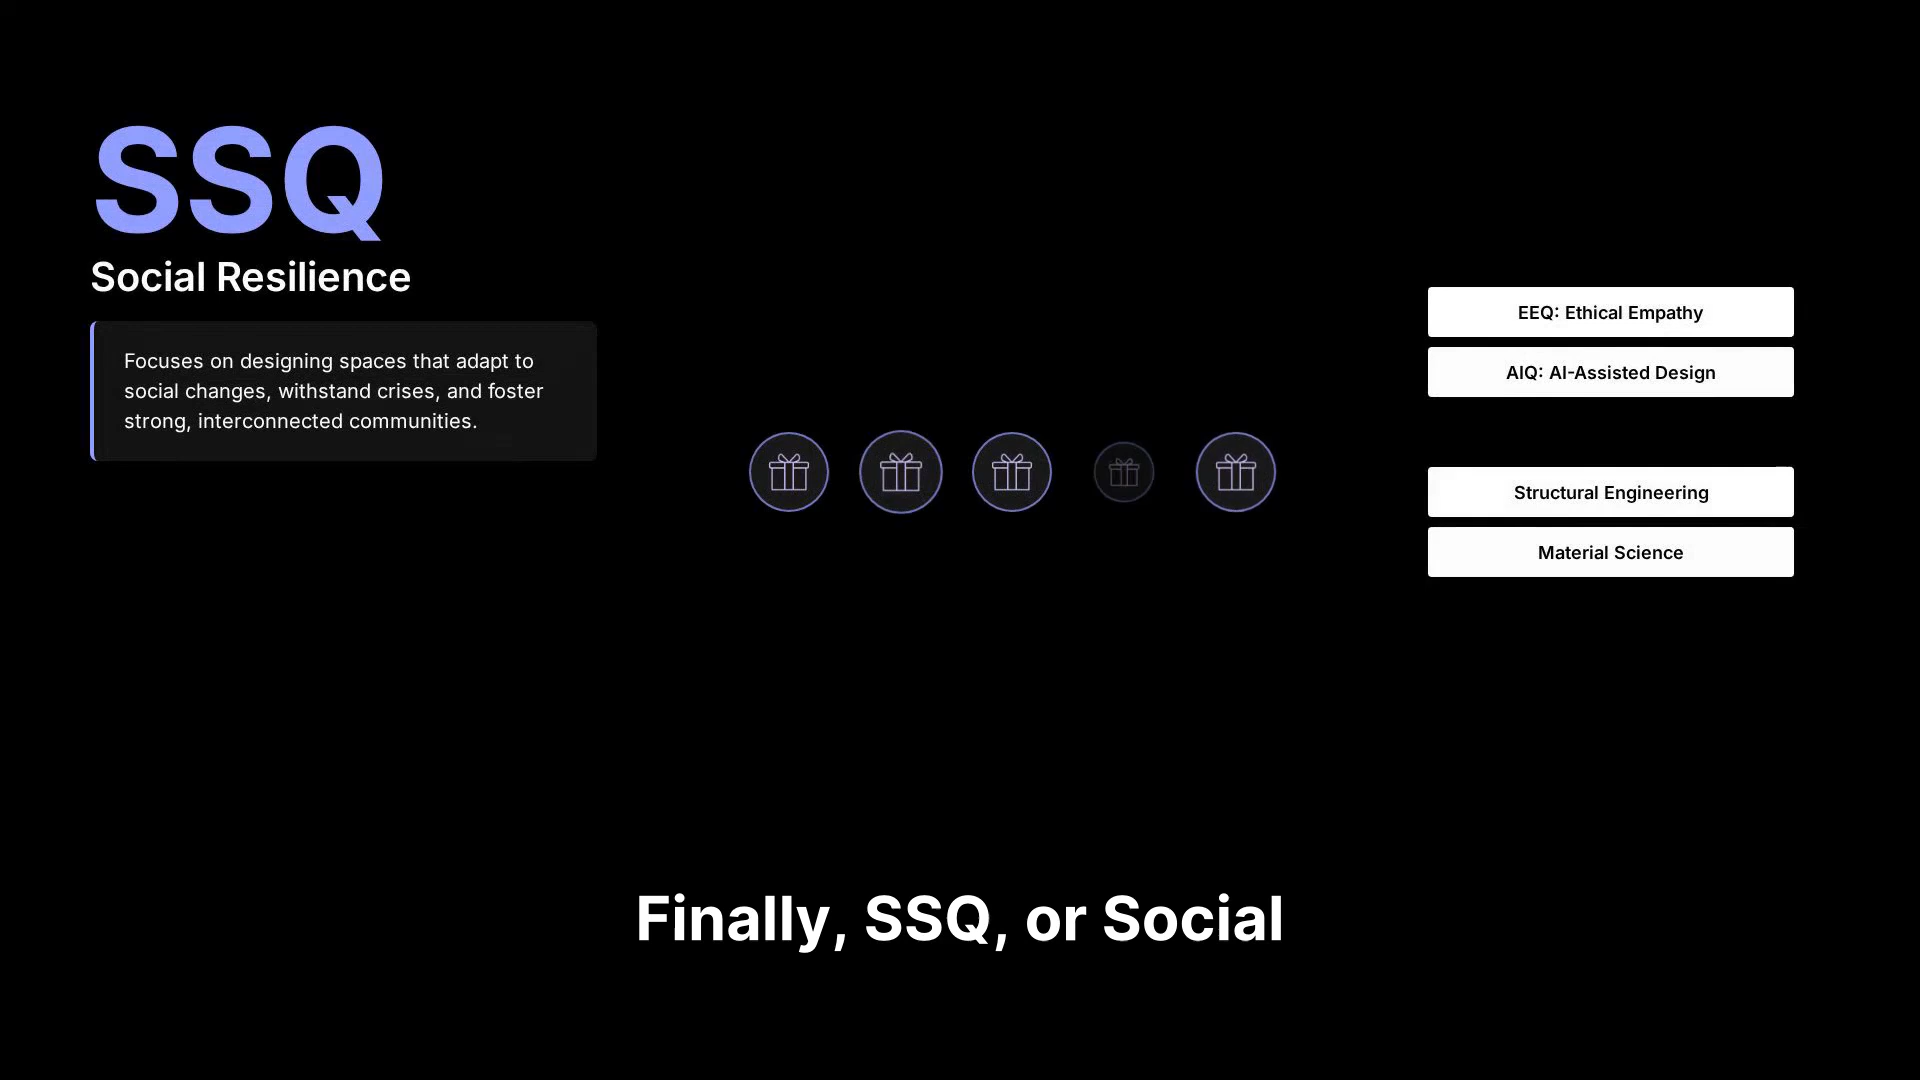 SSQ
Social Resilience
Focuses on designing spaces that adapt to
social changes, withstand crises, and foster
strong, interconnected communities.
EEQ: Ethical Empathy
AIQ: AI-Assisted Design
Structural Engineering
Material Science
Finally, SSQ, or Social